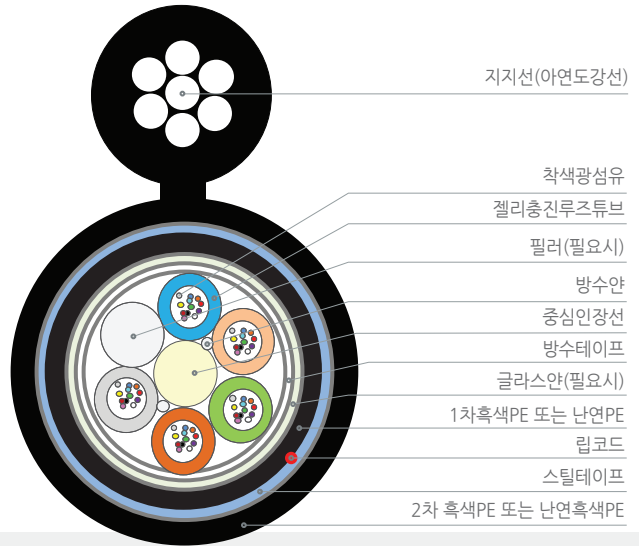 지지선(아연도강선)
착색광섬유
젤리충진루즈튜브
필러(필요시)
방수얀
중심인장선
방수테이프
글라스얀(필요시)
1차흑색PE 또는 난연PE
립코드
스틸테이프
2차 흑색PE 또는 난연흑색PE